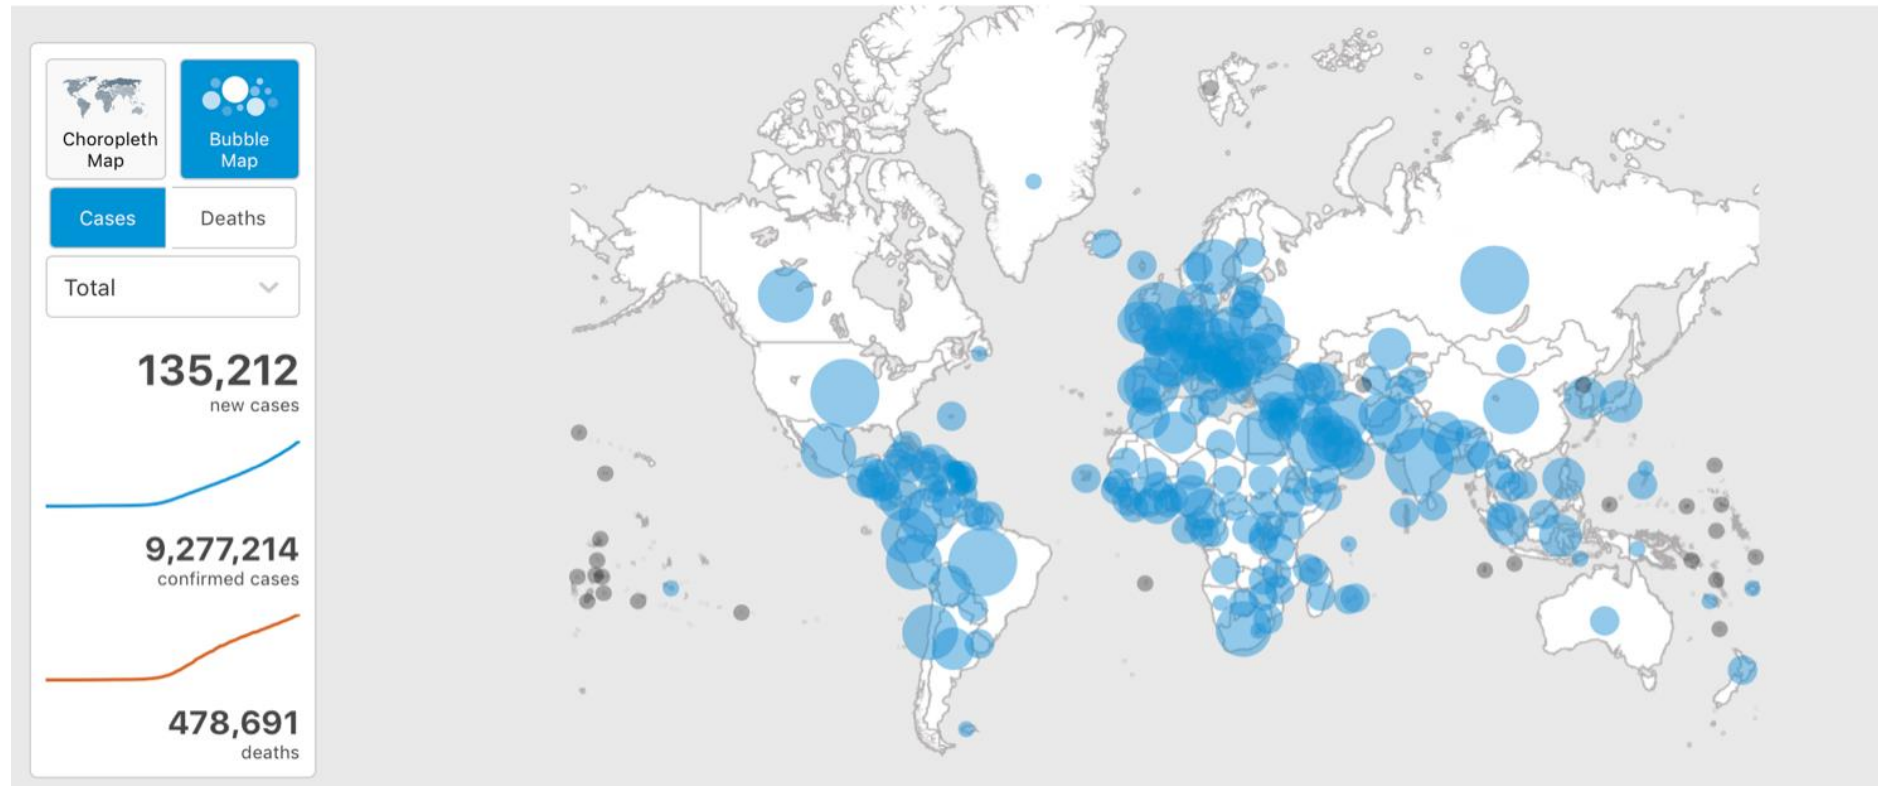 Choropleth
Map
Bubble
Map
Cases
Deaths
Total
135,212
new cases
9,277,214
confirmed cases
478,691
deaths